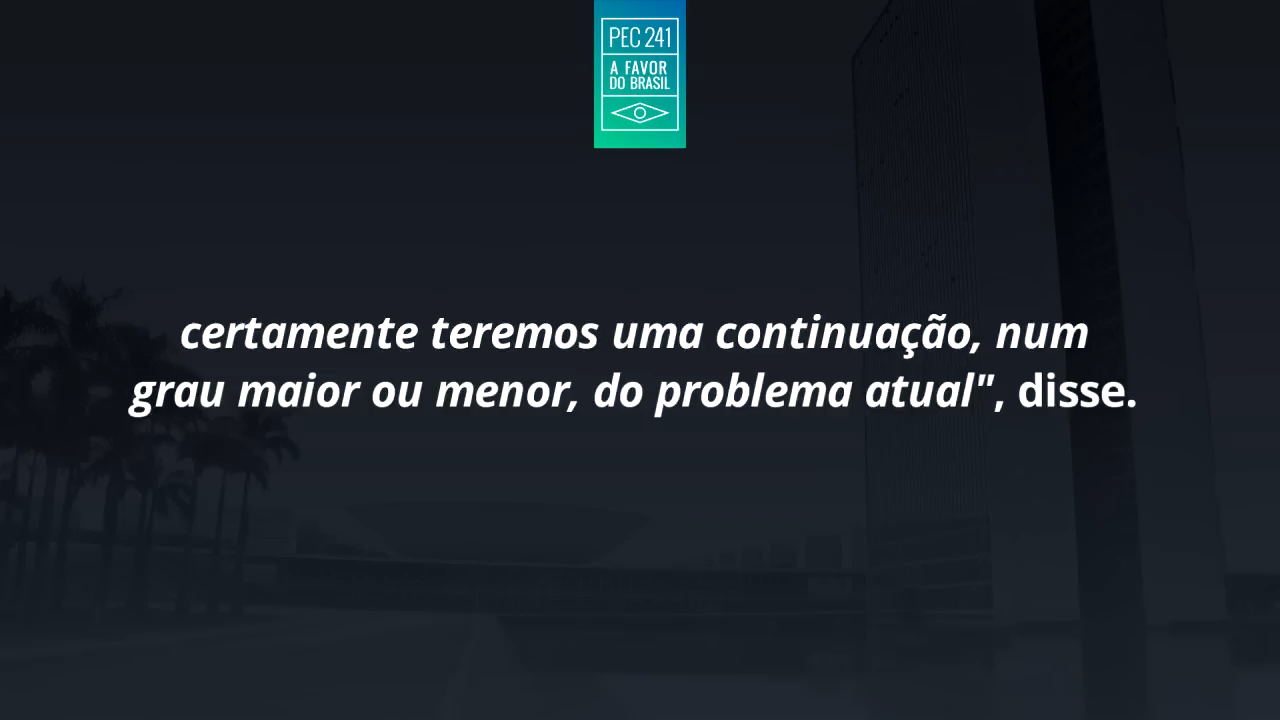 PEC 241
A FAVOR
DO BRASIL
certamente teremos uma continuação, num
grau maior ou menor, do problema atual", disse.